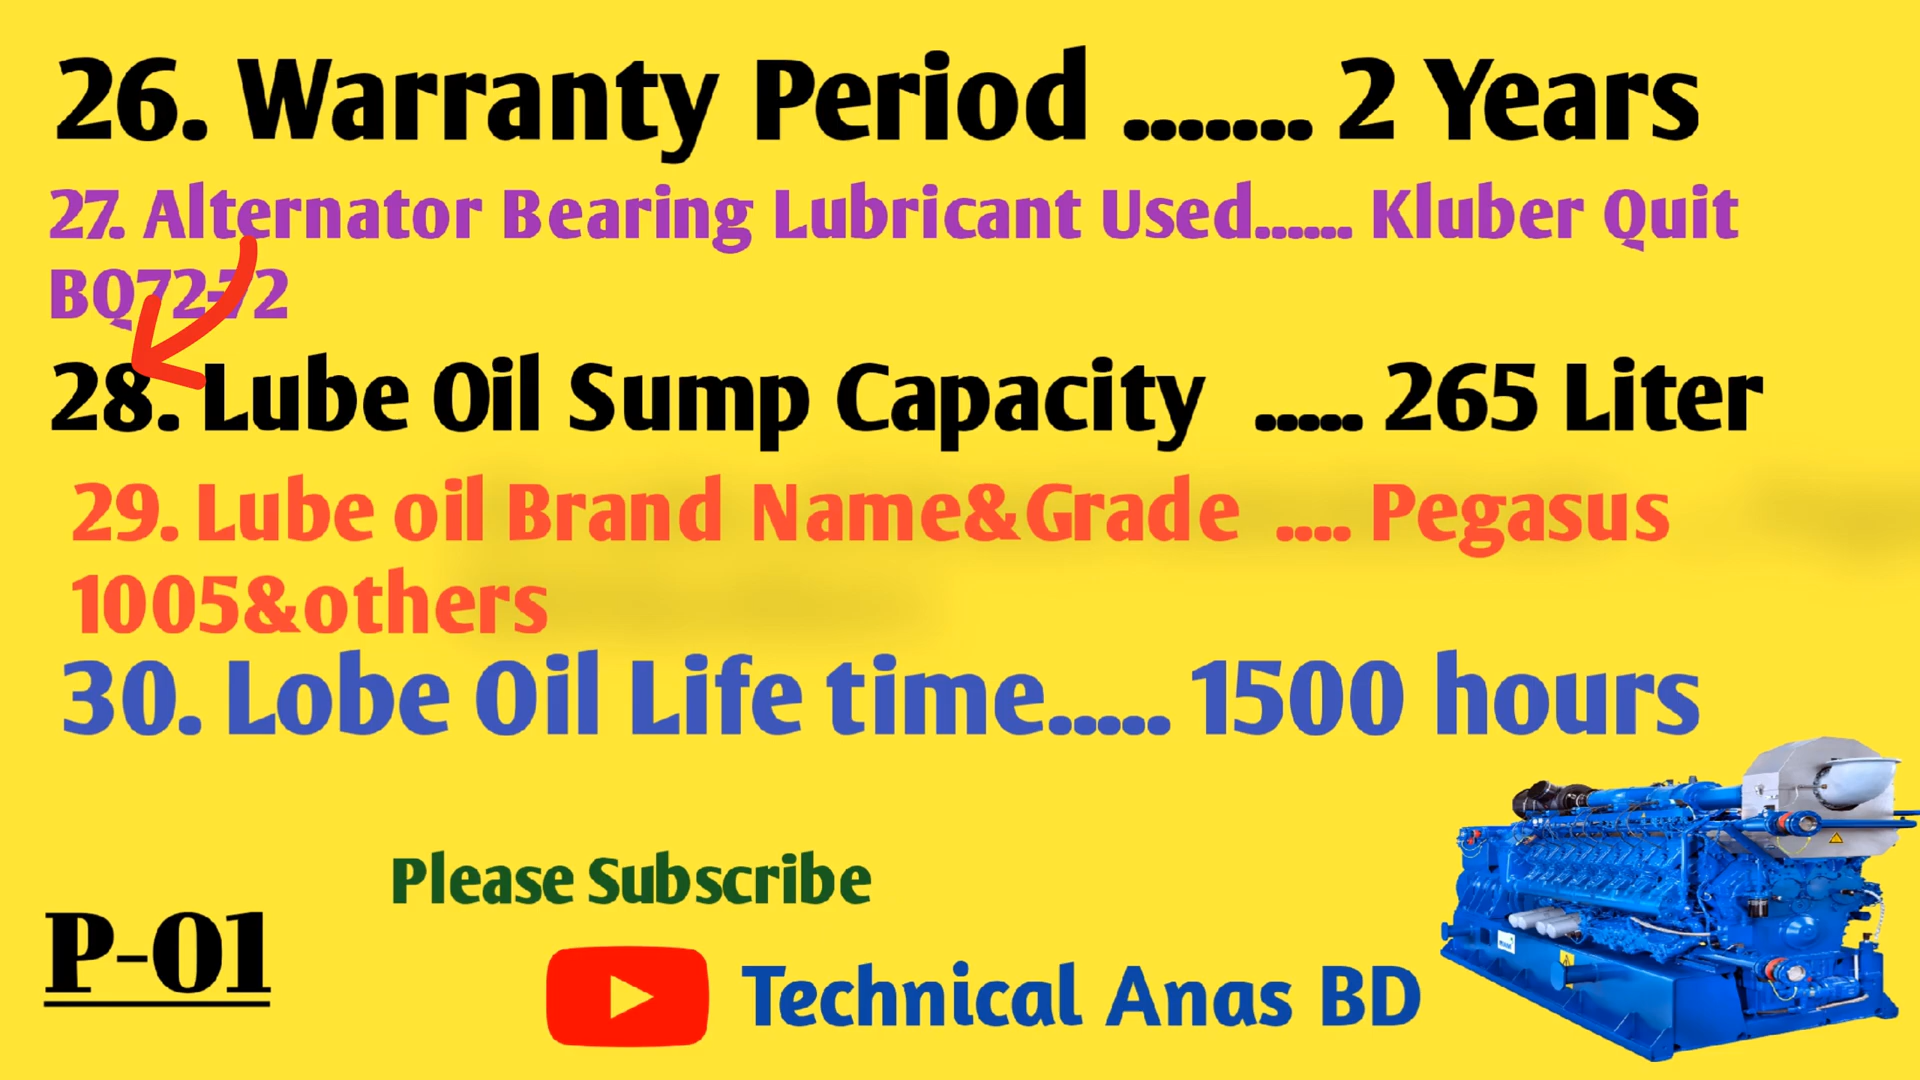 26. Warranty Period ....... 2 Years
27. Alternator Bearing Lubricant Used...... Kluber Quit
BQ72-72
28. Lube Oil Sump Capacity ..... 265 Liter
29. Lube oil Brand Name&Grade .... Pegasus
1005&others
30. Lobe Oil Life time..... 1500 hours
Please Subscribe
P-01
Technical Anas BD